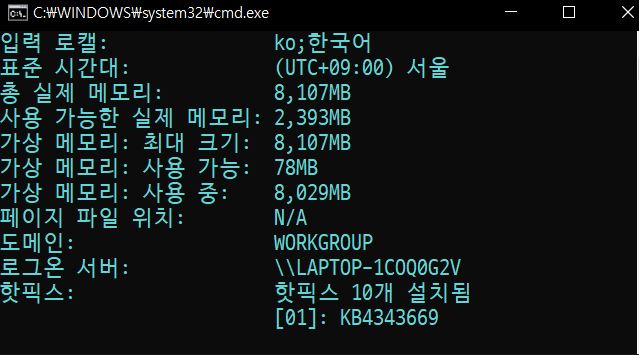 C:₩WINDOWS₩system32₩cmd.exe
입력 로캘: ko;한국어
표준 시간대: (UTC+09:00) 서울
총 실제 메모리: 8,107MB
사용 가능한 실제 메모리: 2,393MB
가상 메모리: 최대 크기: 8,107MB
가상 메모리: 사용 가능: 78MB
가상 메모리: 사용 중: 8,029MB
페이지 파일 위치: N/A
도메인: WORKGROUP
로그온 서버: \\LAPTOP-1COQ0G2V
핫픽스: 핫픽스 10개 설치됨
[01]: KB4343669